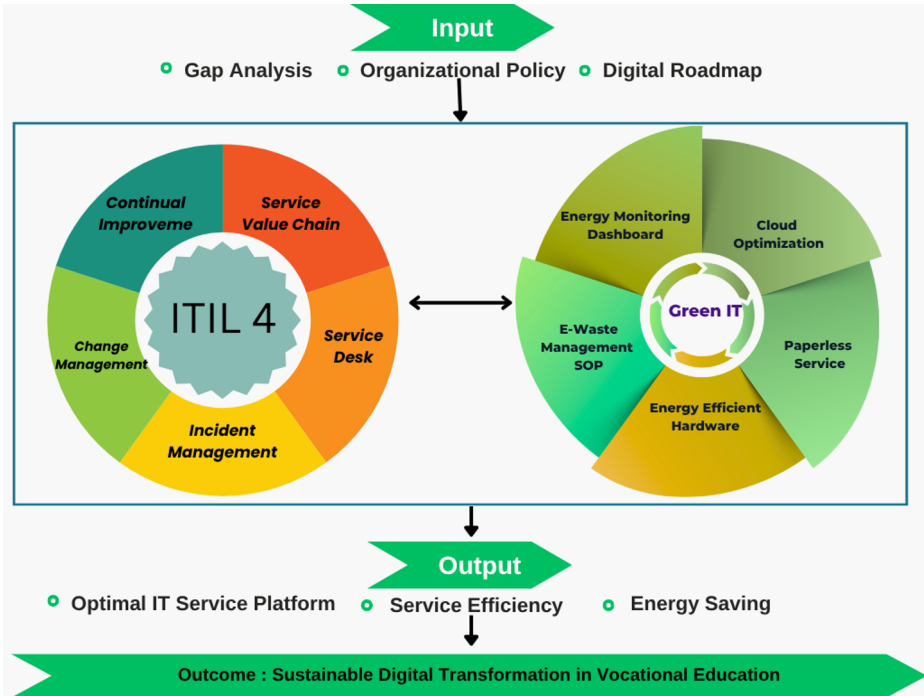 Input
Gap Analysis
Organizational Policy
Digital Roadmap
Continual
Improveme
Service
Value Chain
Service
Desk
Incident
Management
Change
Management
ITIL 4
Energy Monitoring
Dashboard
Cloud
Optimization
Paperless
Service
Energy Efficient
Hardware
E-Waste
Management
SOP
Green IT
Output
Optimal IT Service Platform
Service Efficiency
Energy Saving
Outcome : Sustainable Digital Transformation in Vocational Education